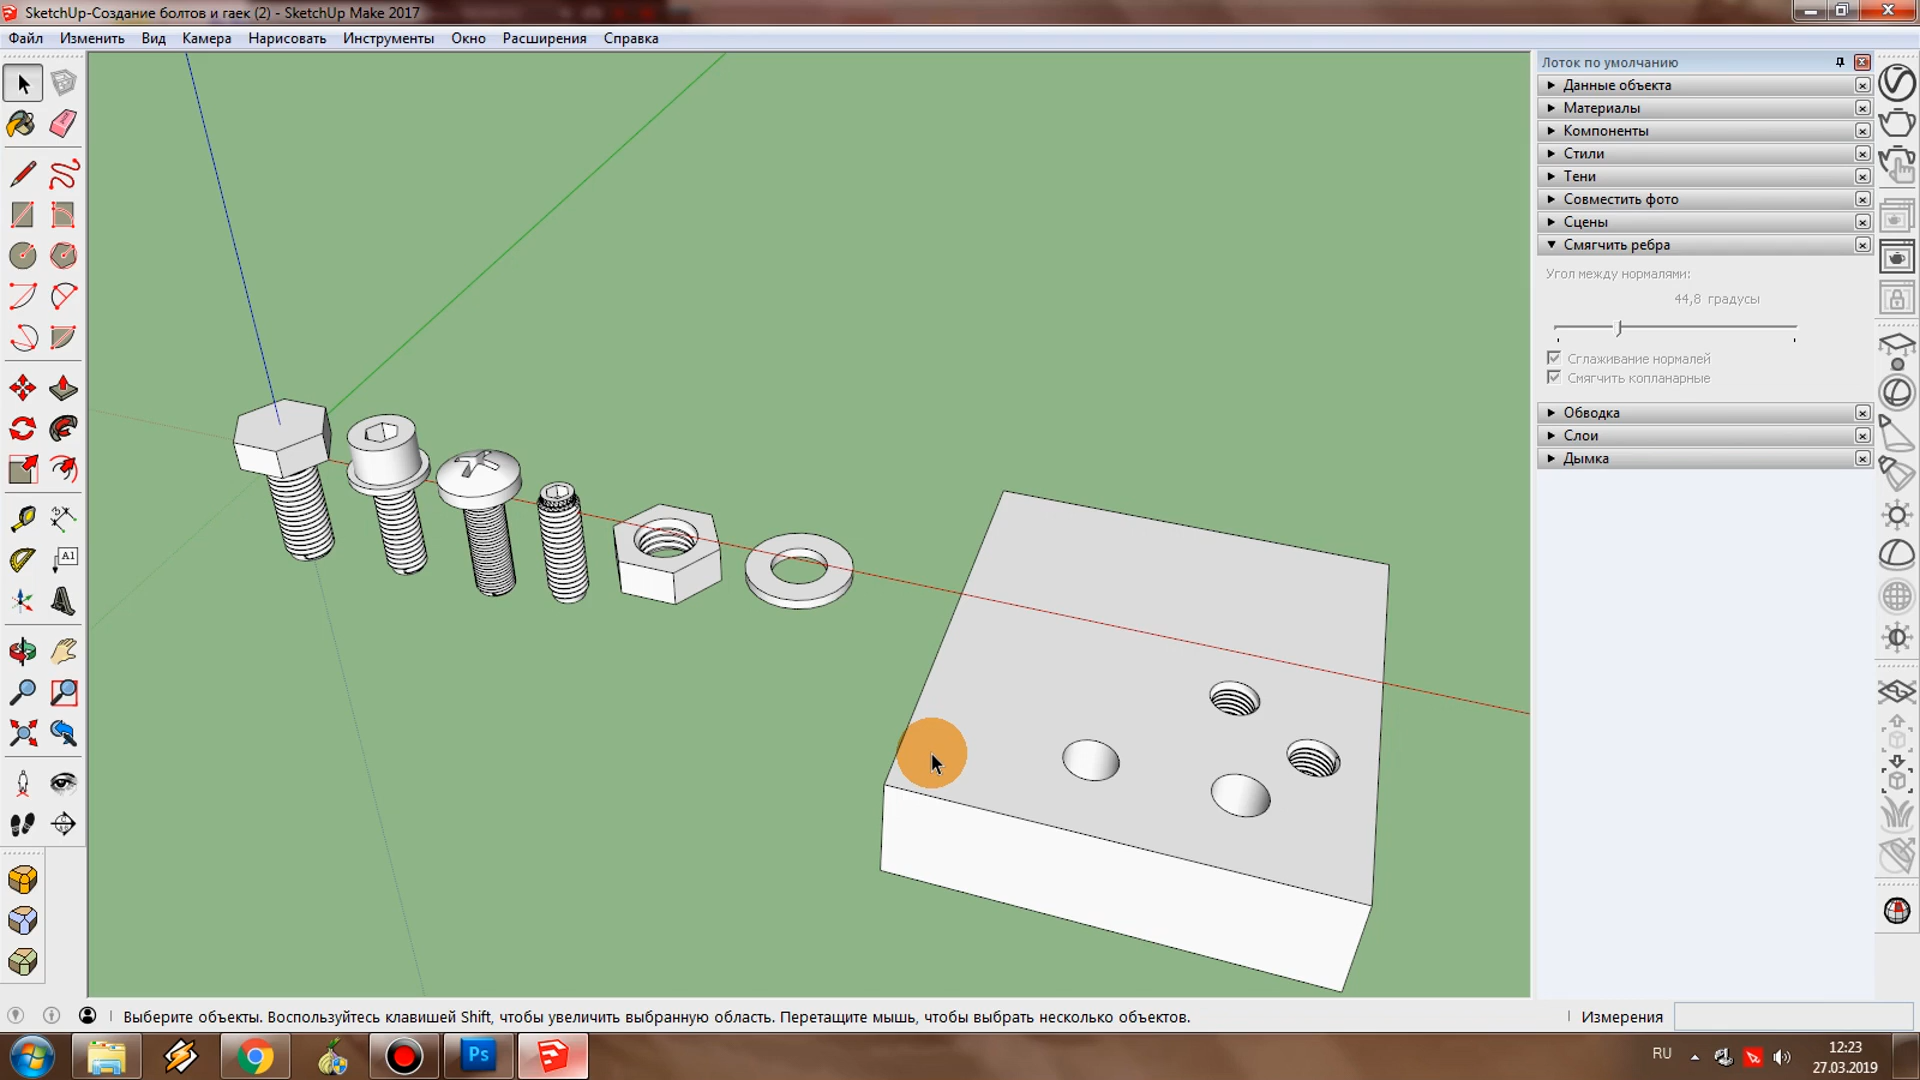 SketchUp-Создание болтов и гаек (2) - SketchUp Make 2017
Файл Изменить Вид Камера Нарисовать Инструменты Окно Расширения Справка
Лоток по умолчанию
Данные объекта
Материалы
Компоненты
Стили
Тени
Совместить фото
Сцены
Смягчить ребра
Угол между нормалями:
44,8 градусы
Сглаживание нормалей
Смягчить копланарные
Обводка
Слои
Дымка
A1
Выберите объекты. Воспользуйтесь клавишей Shift, чтобы увеличить выбранную область. Перетащите мышь, чтобы выбрать несколько объектов.
Измерения
Ps
RU
12:23
27.03.2019